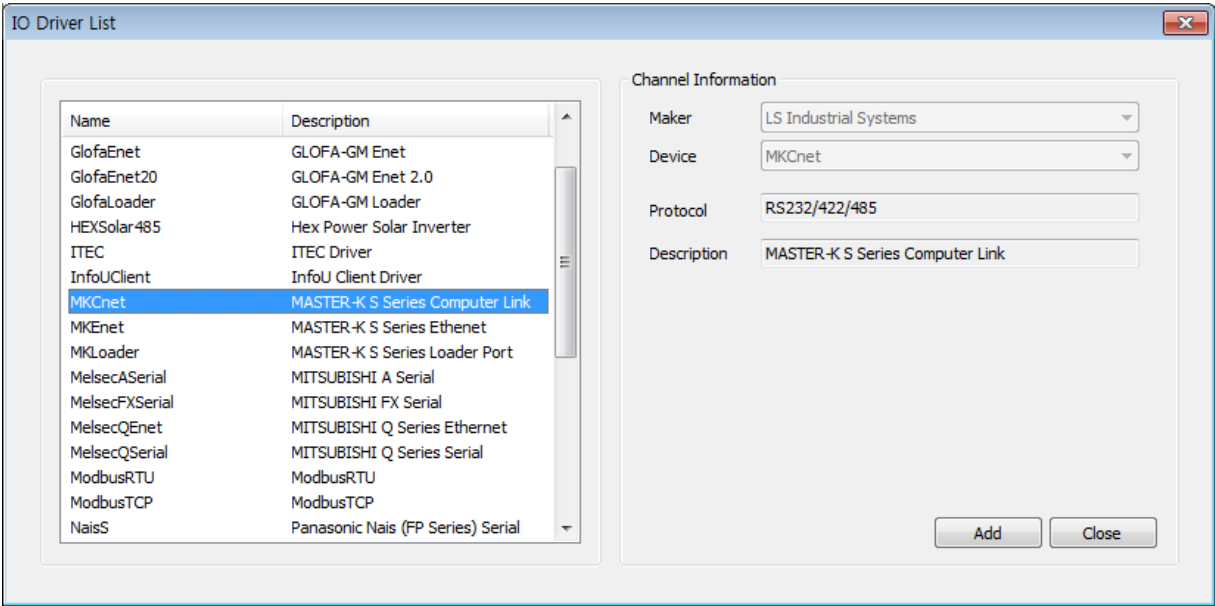 IO Driver List
Name Description
GlofaEnet GLOFA-GM Enet
GlofaEnet20 GLOFA-GM Enet 2.0
GlofaLoader GLOFA-GM Loader
HEXSolar485 Hex Power Solar Inverter
ITEC ITEC Driver
InfoUClient InfoU Client Driver
MKCnet MASTER-K S Series Computer Link
MKEnet MASTER-K S Series Ethenet
MKLoader MASTER-K S Series Loader Port
MelsecASerial MITSUBISHI A Serial
MelsecFXSerial MITSUBISHI FX Serial
MelsecQEnet MITSUBISHI Q Series Ethernet
MelsecQSerial MITSUBISHI Q Series Serial
ModbusRTU ModbusRTU
ModbusTCP ModbusTCP
NaisS Panasonic Nais (FP Series) Serial
Channel Information
Maker LS Industrial Systems
Device MKCnet
Protocol RS232/422/485
Description MASTER-K S Series Computer Link
Add Close